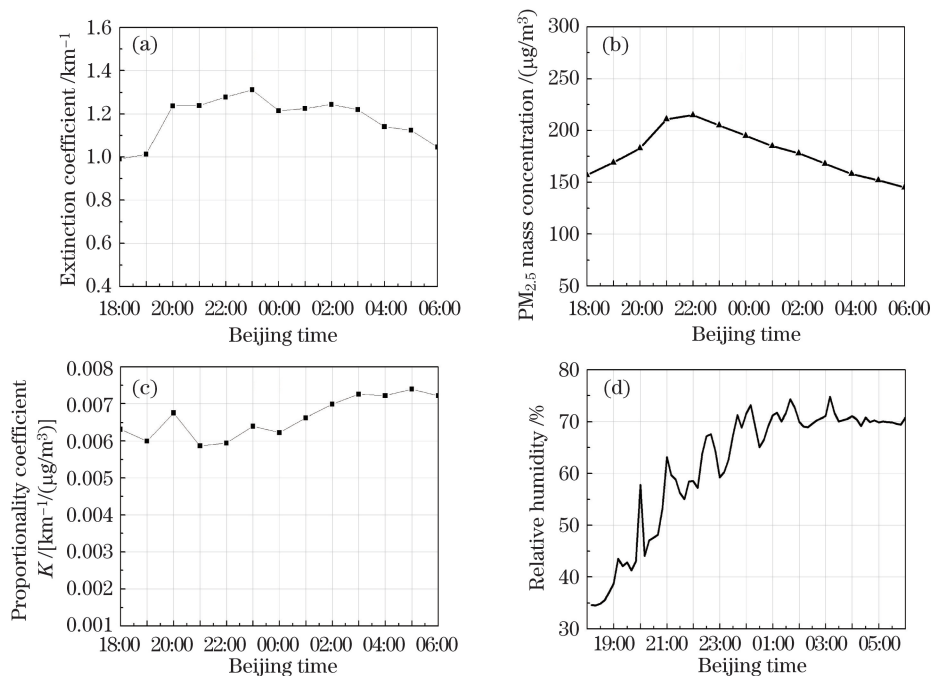 (a)
Extinction coefficient /km⁻¹
1.6
1.4
1.2
1.0
0.8
0.6
0.4
18:00 20:00 22:00 00:00 02:00 04:00 06:00
Beijing time
(b)
PM₂.₅ mass concentration /(μg/m³)
300
250
200
150
100
50
18:00 20:00 22:00 00:00 02:00 04:00 06:00
Beijing time
(c)
Proportionality coefficient
K /[km⁻¹/(μg/m³)]
0.008
0.007
0.006
0.005
0.004
0.003
0.002
0.001
18:00 20:00 22:00 00:00 02:00 04:00 06:00
Beijing time
(d)
Relative humidity /%
80
70
60
50
40
30
19:00 21:00 23:00 01:00 03:00 05:00
Beijing time